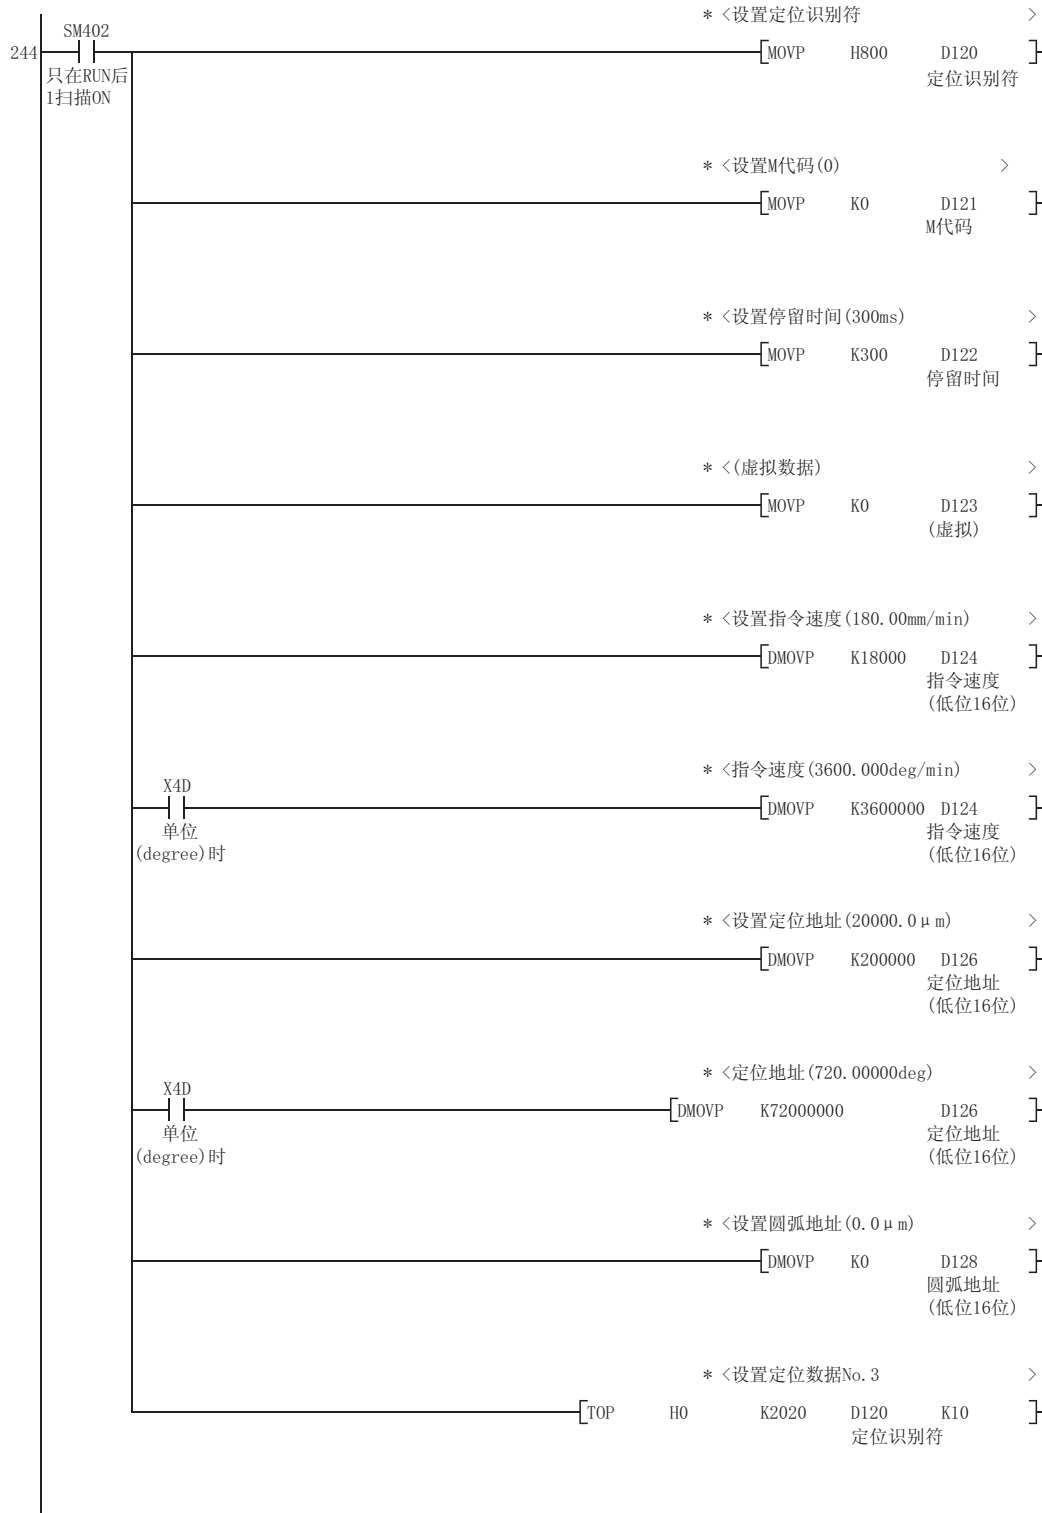 * <设置定位识别符 >
SM402
244 MOVP H800 D120
只在RUN后 定位识别符
1扫描ON
* <设置M代码(0) >
MOVP K0 D121
M代码
* <设置停留时间(300ms) >
MOVP K300 D122
停留时间
* <(虚拟数据) >
MOVP K0 D123
(虚拟)
* <设置指令速度(180.00mm/min) >
DMOVP K18000 D124
指令速度
(低位16位)
* <指令速度(3600.000deg/min) >
X4D
DMOVP K3600000 D124
单位 指令速度
(degree)时 (低位16位)
* <设置定位地址(20000.0μm) >
DMOVP K200000 D126
定位地址
(低位16位)
* <定位地址(720.00000deg) >
X4D
DMOVP K72000000 D126
单位 定位地址
(degree)时 (低位16位)
* <设置圆弧地址(0.0μm) >
DMOVP K0 D128
圆弧地址
(低位16位)
* <设置定位数据No.3 >
TOP H0 K2020 D120 K10
定位识别符